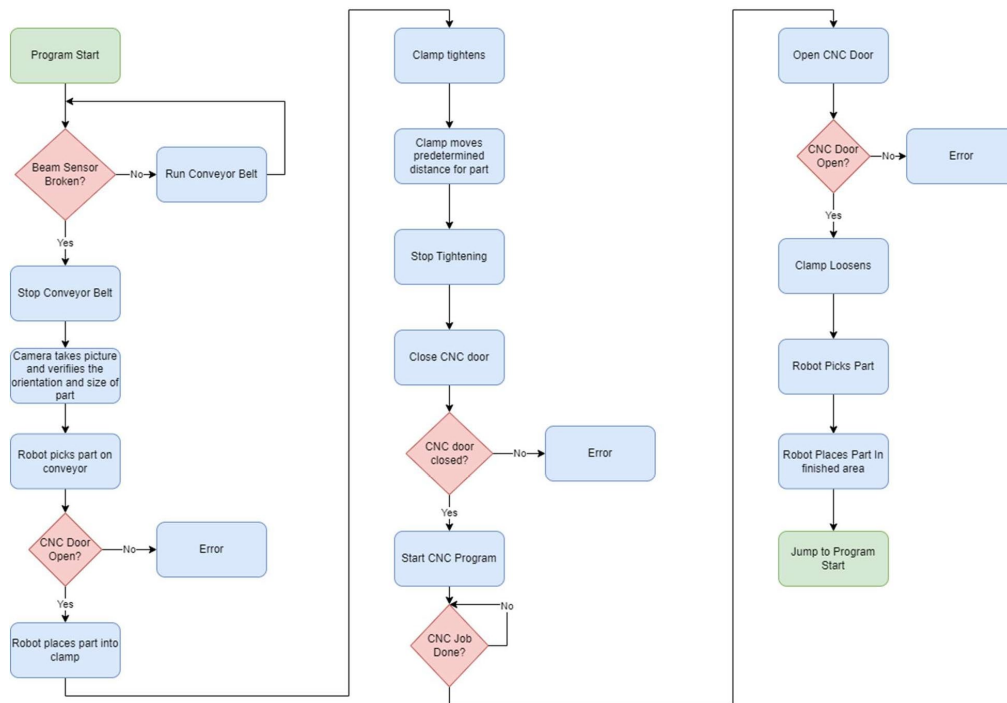 Program Start
Beam Sensor
Broken?
No
Run Conveyor Belt
Yes
Stop Conveyor Belt
Camera takes picture
and verifiies the
orientation and size of
part
Robot picks part on
conveyor
CNC Door
Open?
No
Error
Yes
Robot places part into
clamp
Clamp tightens
Clamp moves
predetermined
distance for part
Stop Tightening
Close CNC door
CNC door
closed?
No
Error
Yes
Start CNC Program
No
CNC Job
Done?
Open CNC Door
CNC Door
Open?
No
Error
Yes
Clamp Loosens
Robot Picks Part
Robot Places Part In
finished area
Jump to Program
Start